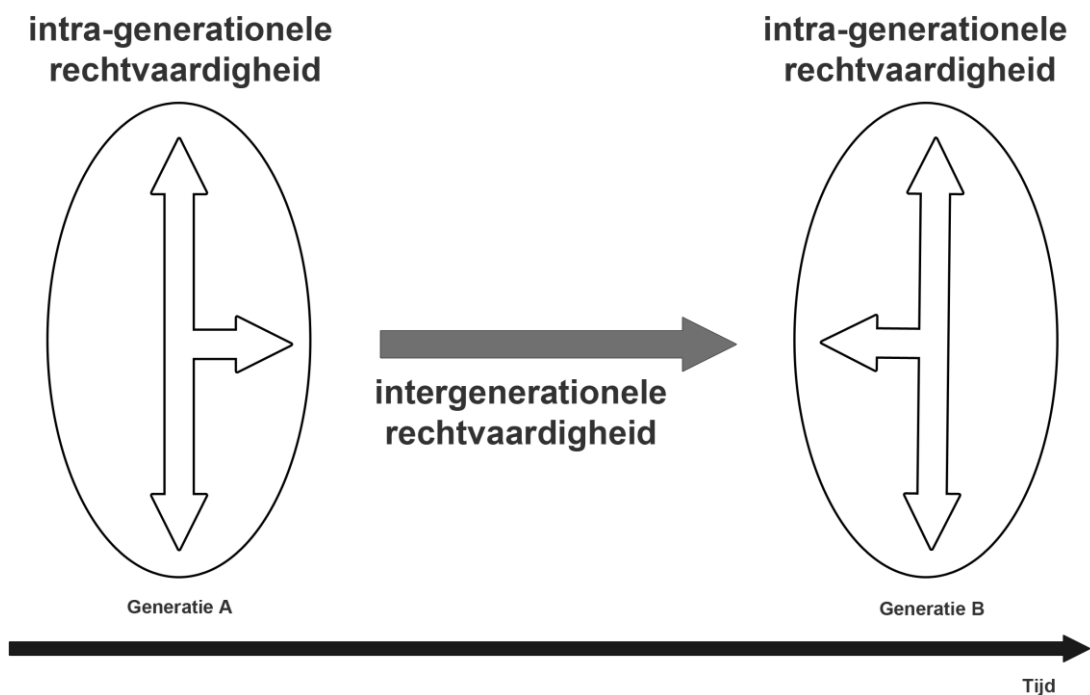 intra-generationele
rechtvaardigheid
intra-generationele
rechtvaardigheid
intergenerationele
rechtvaardigheid
Generatie A
Generatie B
Tijd